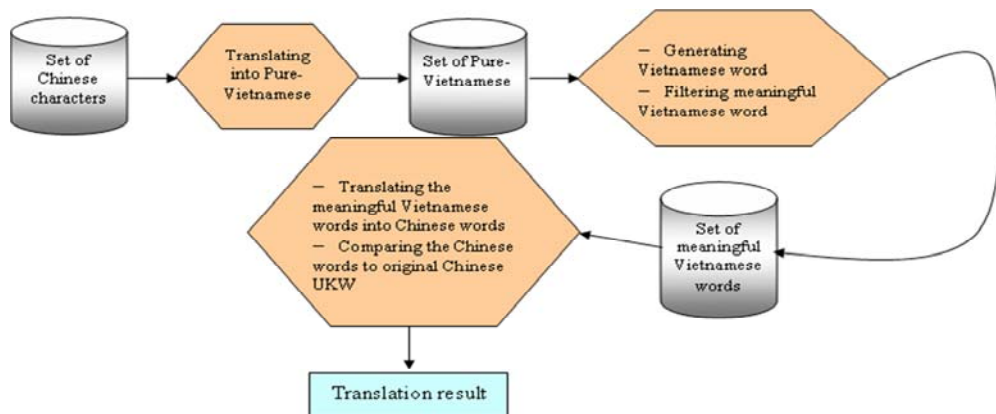 Set of
Chinese
characters
Translating
into Pure-
Vietnamese
Set of Pure-
Vietnamese
– Generating
Vietnamese word
– Filtering meaningful
Vietnamese word
Set of
meaningful
Vietnamese
words
– Translating the
meaningful Vietnamese
words into Chinese words
– Comparing the Chinese
words to original Chinese
UKW
Translation result